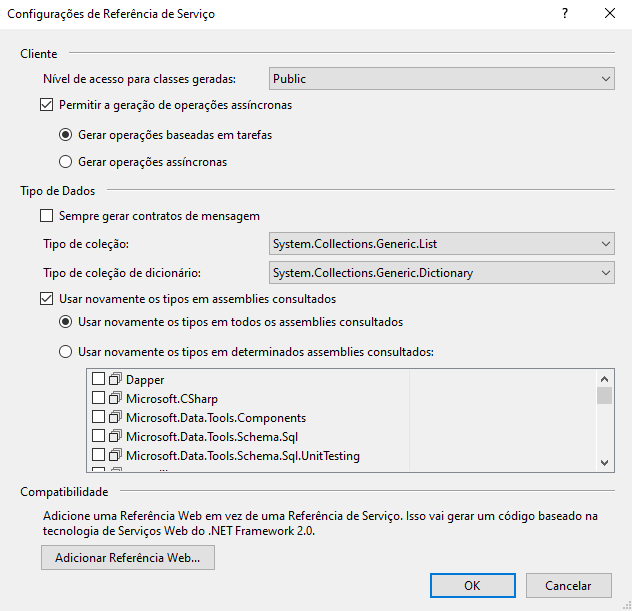 Configurações de Referência de Serviço
Cliente
Nível de acesso para classes geradas: Public
Permitir a geração de operações assíncronas
Gerar operações baseadas em tarefas
Gerar operações assíncronas
Tipo de Dados
Sempre gerar contratos de mensagem
Tipo de coleção: System.Collections.Generic.List
Tipo de coleção de dicionário: System.Collections.Generic.Dictionary
Usar novamente os tipos em assemblies consultados
Usar novamente os tipos em todos os assemblies consultados
Usar novamente os tipos em determinados assemblies consultados:
Dapper
Microsoft.CSharp
Microsoft.Data.Tools.Components
Microsoft.Data.Tools.Schema.Sql
Microsoft.Data.Tools.Schema.Sql.UnitTesting
Compatibilidade
Adicione uma Referência Web em vez de uma Referência de Serviço. Isso vai gerar um código baseado na
tecnologia de Serviços Web do .NET Framework 2.0.
Adicionar Referência Web...
OK Cancelar